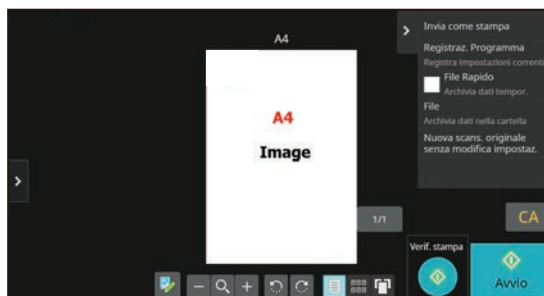 A4
A4
Image
1/1
Invia come stampa
Registraz. Programma
Registra impostazioni correnti
File Rapido
Archivia dati tempor.
File
Archivia dati nella cartella
Nuova scans. originale
senza modifica impostaz.
CA
Verif. stampa
Avvio